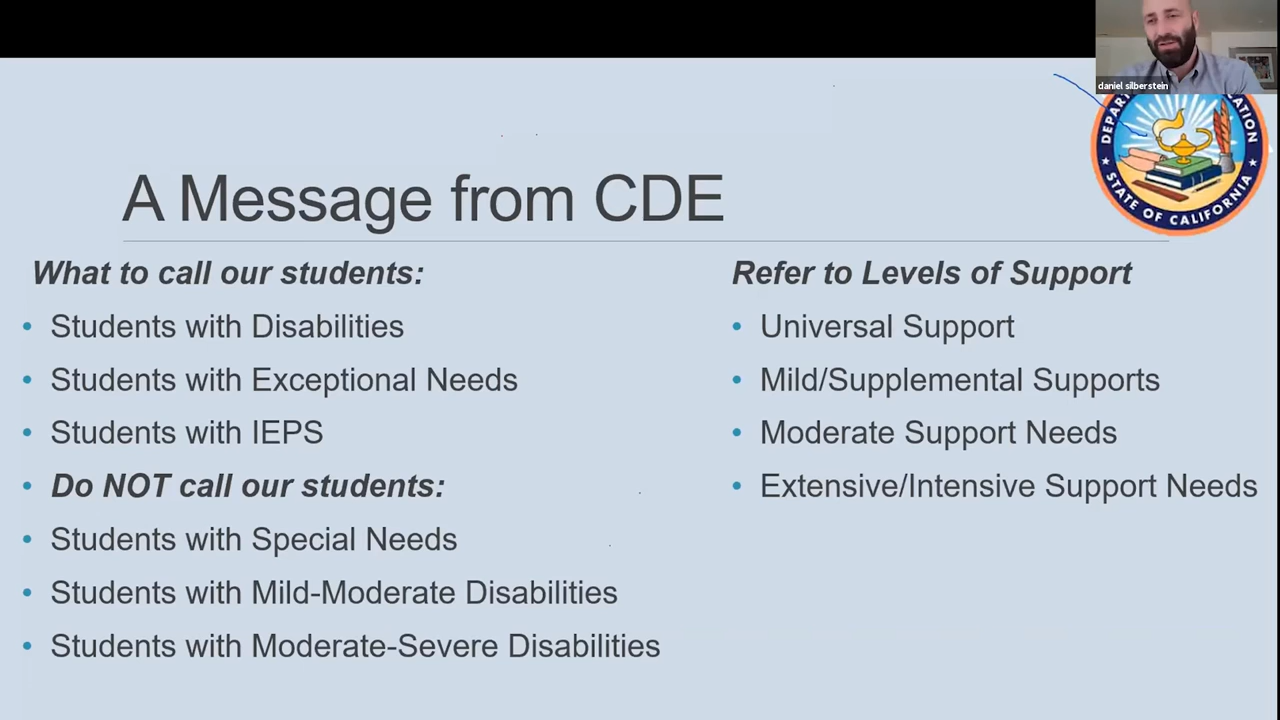 daniel silberstein
STATE OF CALIFORNIA
A Message from CDE
What to call our students:
• Students with Disabilities
• Students with Exceptional Needs
• Students with IEPS
• Do NOT call our students:
• Students with Special Needs
• Students with Mild-Moderate Disabilities
• Students with Moderate-Severe Disabilities
Refer to Levels of Support
• Universal Support
• Mild/Supplemental Supports
• Moderate Support Needs
• Extensive/Intensive Support Needs